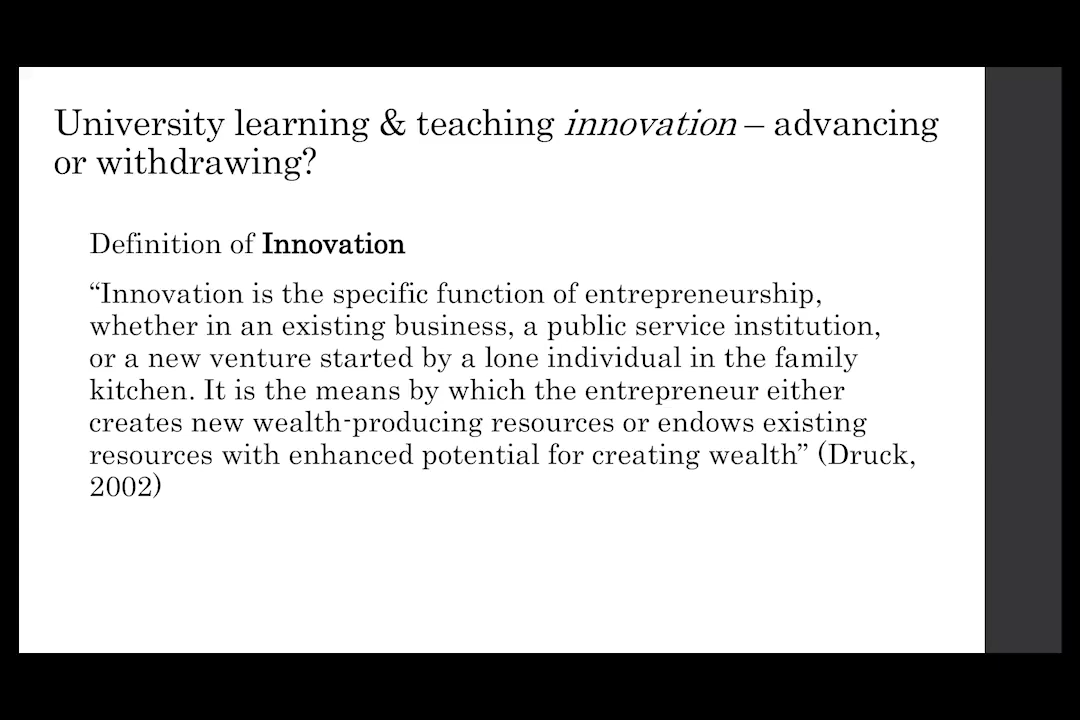 University learning & teaching innovation – advancing
or withdrawing?
Definition of Innovation
“Innovation is the specific function of entrepreneurship,
whether in an existing business, a public service institution,
or a new venture started by a lone individual in the family
kitchen. It is the means by which the entrepreneur either
creates new wealth-producing resources or endows existing
resources with enhanced potential for creating wealth” (Druck,
2002)